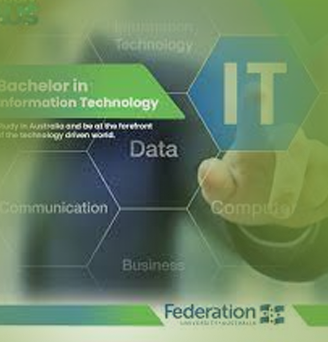 Information
Technology
IT
Bachelor in
Information Technology
study in Australia and be at the forefront
of the technology driven world.
Data
Communication
Computer
Business
Federation
UNIVERSITY • AUSTRALIA